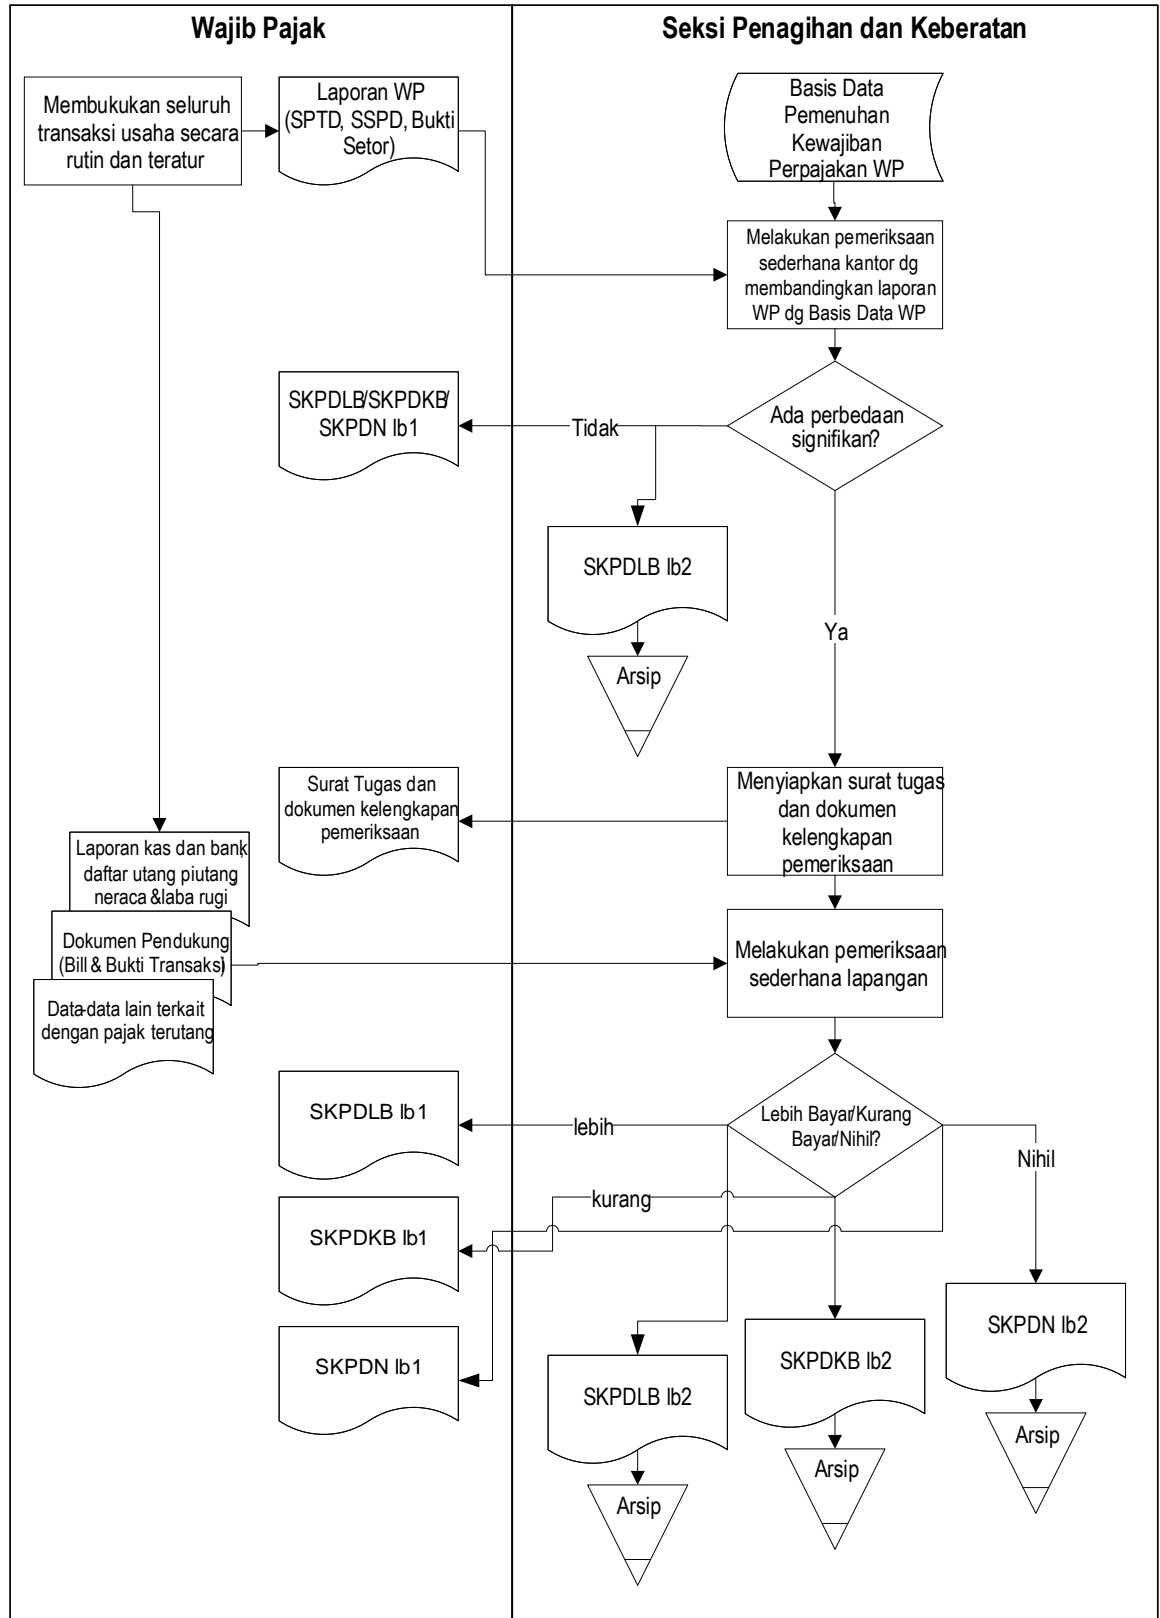 Wajib Pajak
Seksi Penagihan dan Keberatan
Membukukan seluruh
transaksi usaha secara
rutin dan teratur
Laporan WP
(SPTD, SSPD, Bukti
Setor)
Basis Data
Pemenuhan
Kewajiban
Perpajakan WP
Melakukan pemeriksaan
sederhana kantor dg
membandingkan laporan
WP dg Basis Data WP
SKPDLB/SKPDKB/
SKPDN lb1
Tidak
Ada perbedaan
signifikan?
SKPDLB lb2
Arsip
Ya
Surat Tugas dan
dokumen kelengkapan
pemeriksaan
Menyiapkan surat tugas
dan dokumen
kelengkapan
pemeriksaan
Laporan kas dan bank,
daftar utang piutang
neraca &laba rugi
Dokumen Pendukung
(Bill & Bukti Transaksi)
Data-data lain terkait
dengan pajak terutang
Melakukan pemeriksaan
sederhana lapangan
SKPDLB lb1
lebih
Lebih Bayar/Kurang
Bayar/Nihil?
Nihil
SKPDKB lb1
kurang
SKPDN lb1
SKPDLB lb2
Arsip
SKPDKB lb2
Arsip
SKPDN lb2
Arsip